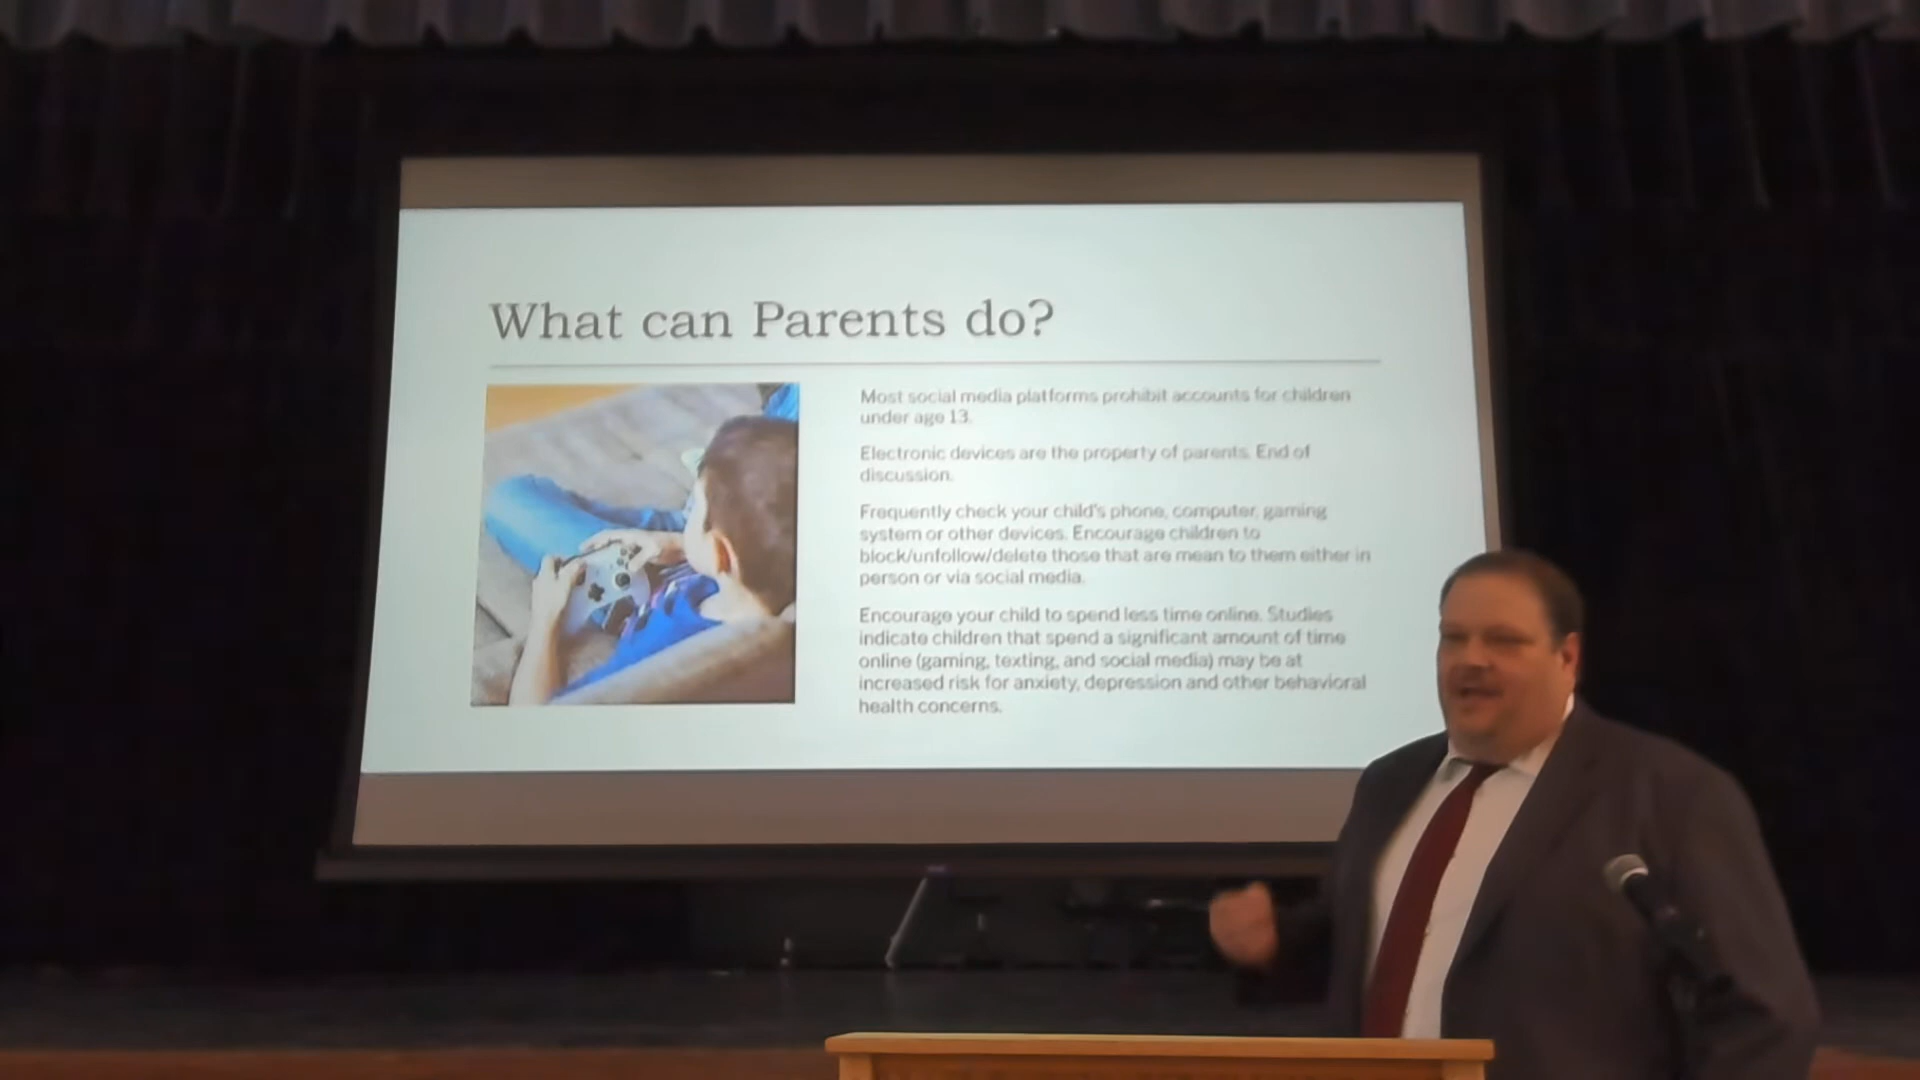 What can Parents do?
Most social media platforms prohibit accounts for children
under age 13.
Electronic devices are the property of parents. End of
discussion.
Frequently check your child's phone, computer, gaming
system or other devices. Encourage children to
block/unfollow/delete those that are mean to them either in
person or via social media.
Encourage your child to spend less time online. Studies
indicate children that spend a significant amount of time
online (gaming, texting, and social media) may be at
increased risk for anxiety, depression and other behavioral
health concerns.